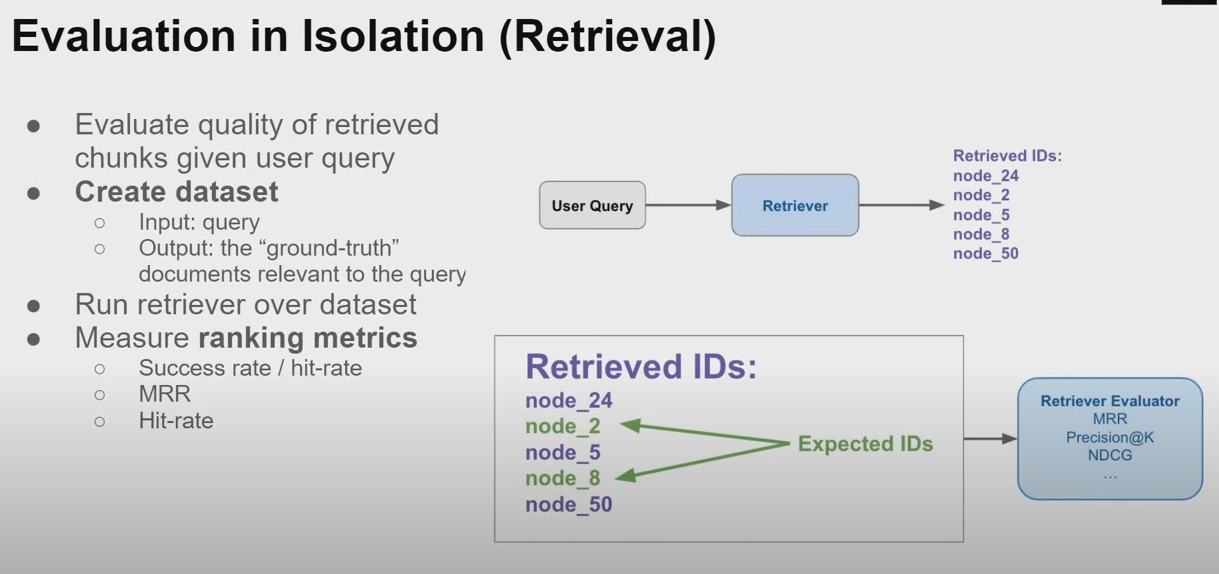 Evaluation in Isolation (Retrieval)
● Evaluate quality of retrieved
chunks given user query
● Create dataset
○ Input: query
○ Output: the “ground-truth”
documents relevant to the query
● Run retriever over dataset
● Measure ranking metrics
○ Success rate / hit-rate
○ MRR
○ Hit-rate
User Query
Retriever
Retrieved IDs:
node_24
node_2
node_5
node_8
node_50
Retrieved IDs:
node_24
node_2
node_5
node_8
node_50
Expected IDs
Retriever Evaluator
MRR
Precision@K
NDCG
...